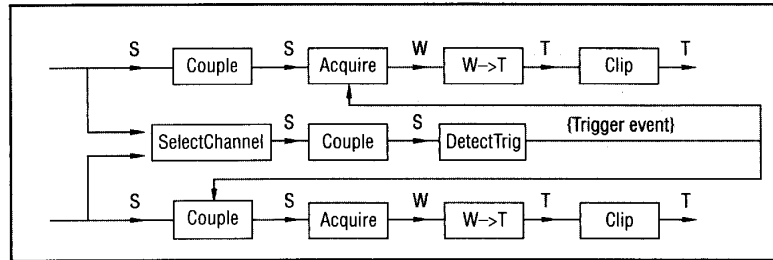 S S W T T
Couple Acquire W->T Clip
S S {Trigger event}
SelectChannel Couple DetectTrig
S S W T T
Couple Acquire W->T Clip